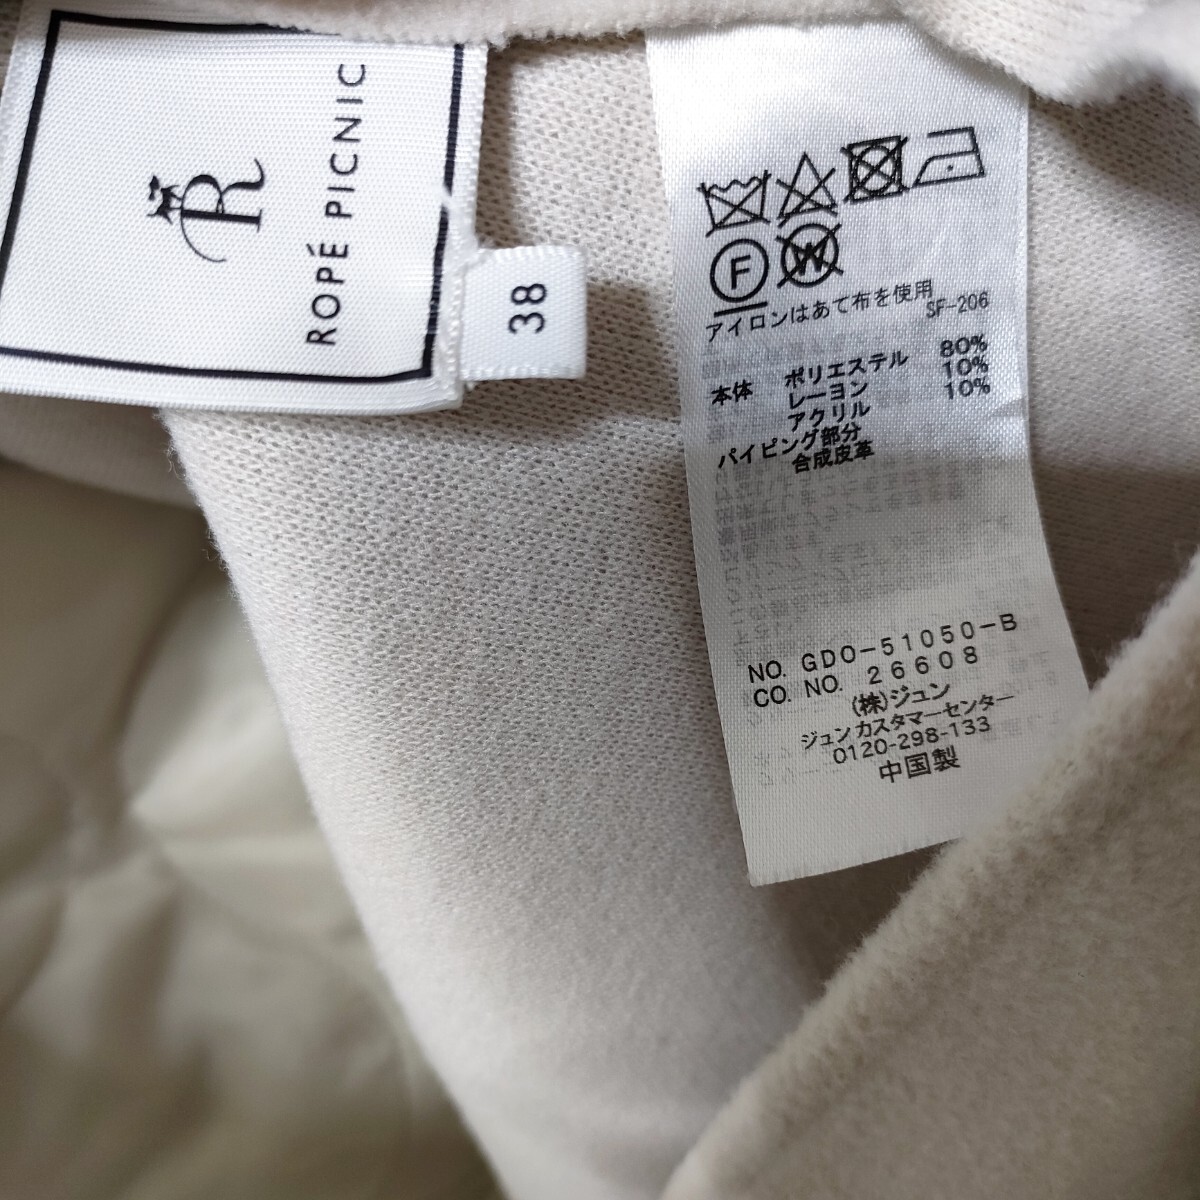 R
ROPÉ PICNIC
38
F
W
アイロンはあて布を使用
SF-206
本体 ポリエステル 80%
レーヨン 10%
アクリル 10%
パイピング部分
合成皮革
NO. GDO-51050-B
CO. NO. 26608
(株)ジュン
ジュンカスタマーセンター
0120-298-133
中国製